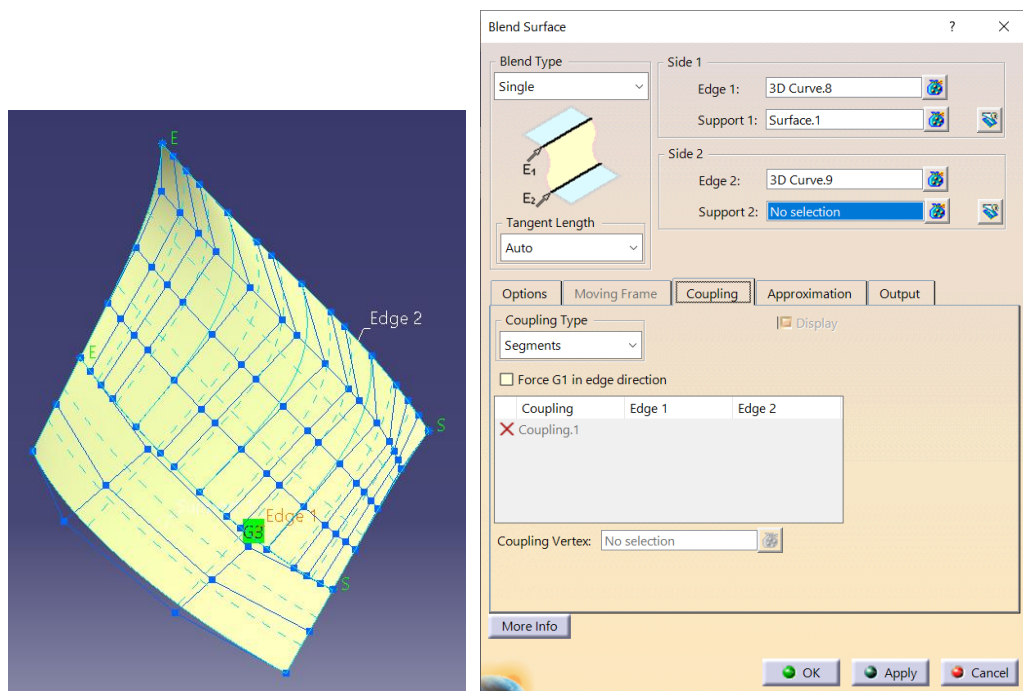 E
Edge 2
E
S
Edge 1
G3
S
Blend Surface
?
Blend Type
Single
E1
E2
Tangent Length
Auto
Side 1
Edge 1:
3D Curve.8
Support 1:
Surface.1
Side 2
Edge 2:
3D Curve.9
Support 2:
No selection
Options
Moving Frame
Coupling
Approximation
Output
Coupling Type
Segments
Display
Force G1 in edge direction
Coupling
Edge 1
Edge 2
Coupling.1
Coupling Vertex:
No selection
More Info
OK
Apply
Cancel